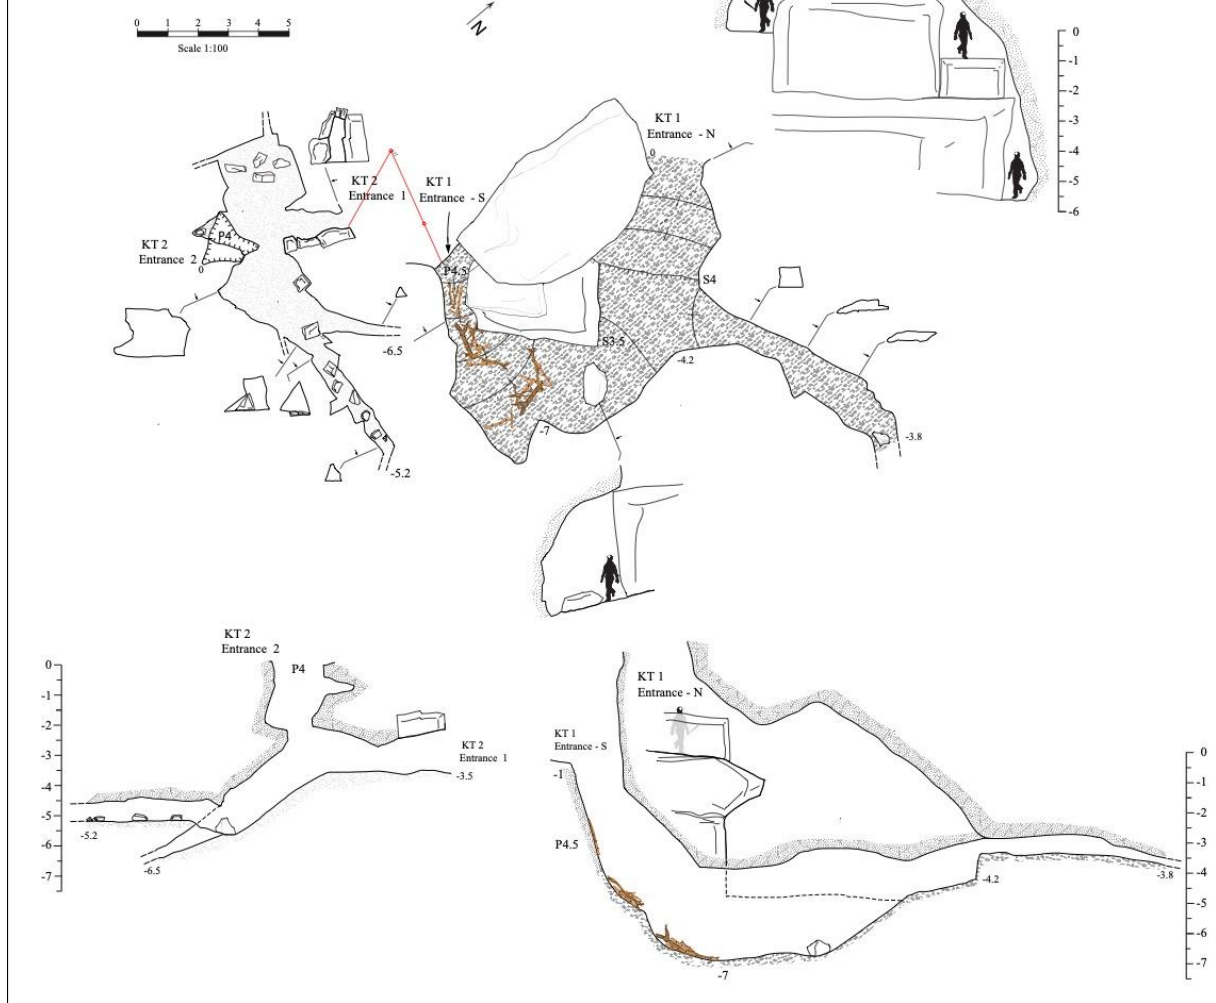 0 1 2 3 4 5
Scale 1:100
N
0
-1
-2
-3
-4
-5
-6
KT 1
Entrance - N
0
KT 2
Entrance 1
KT 1
Entrance - S
KT 2
Entrance 2
0
P4
P4.5
S4
S3.5
-6.5
-4.2
-7
-3.8
-5.2
KT 2
Entrance 2
P4
0
-1
-2
-3
-4
-5
-6
-7
KT 2
Entrance 1
-3.5
-5.2
-6.5
KT 1
Entrance - N
KT 1
Entrance - S
-1
P4.5
-4.2
-3.8
-7
0
-1
-2
-3
-4
-5
-6
-7